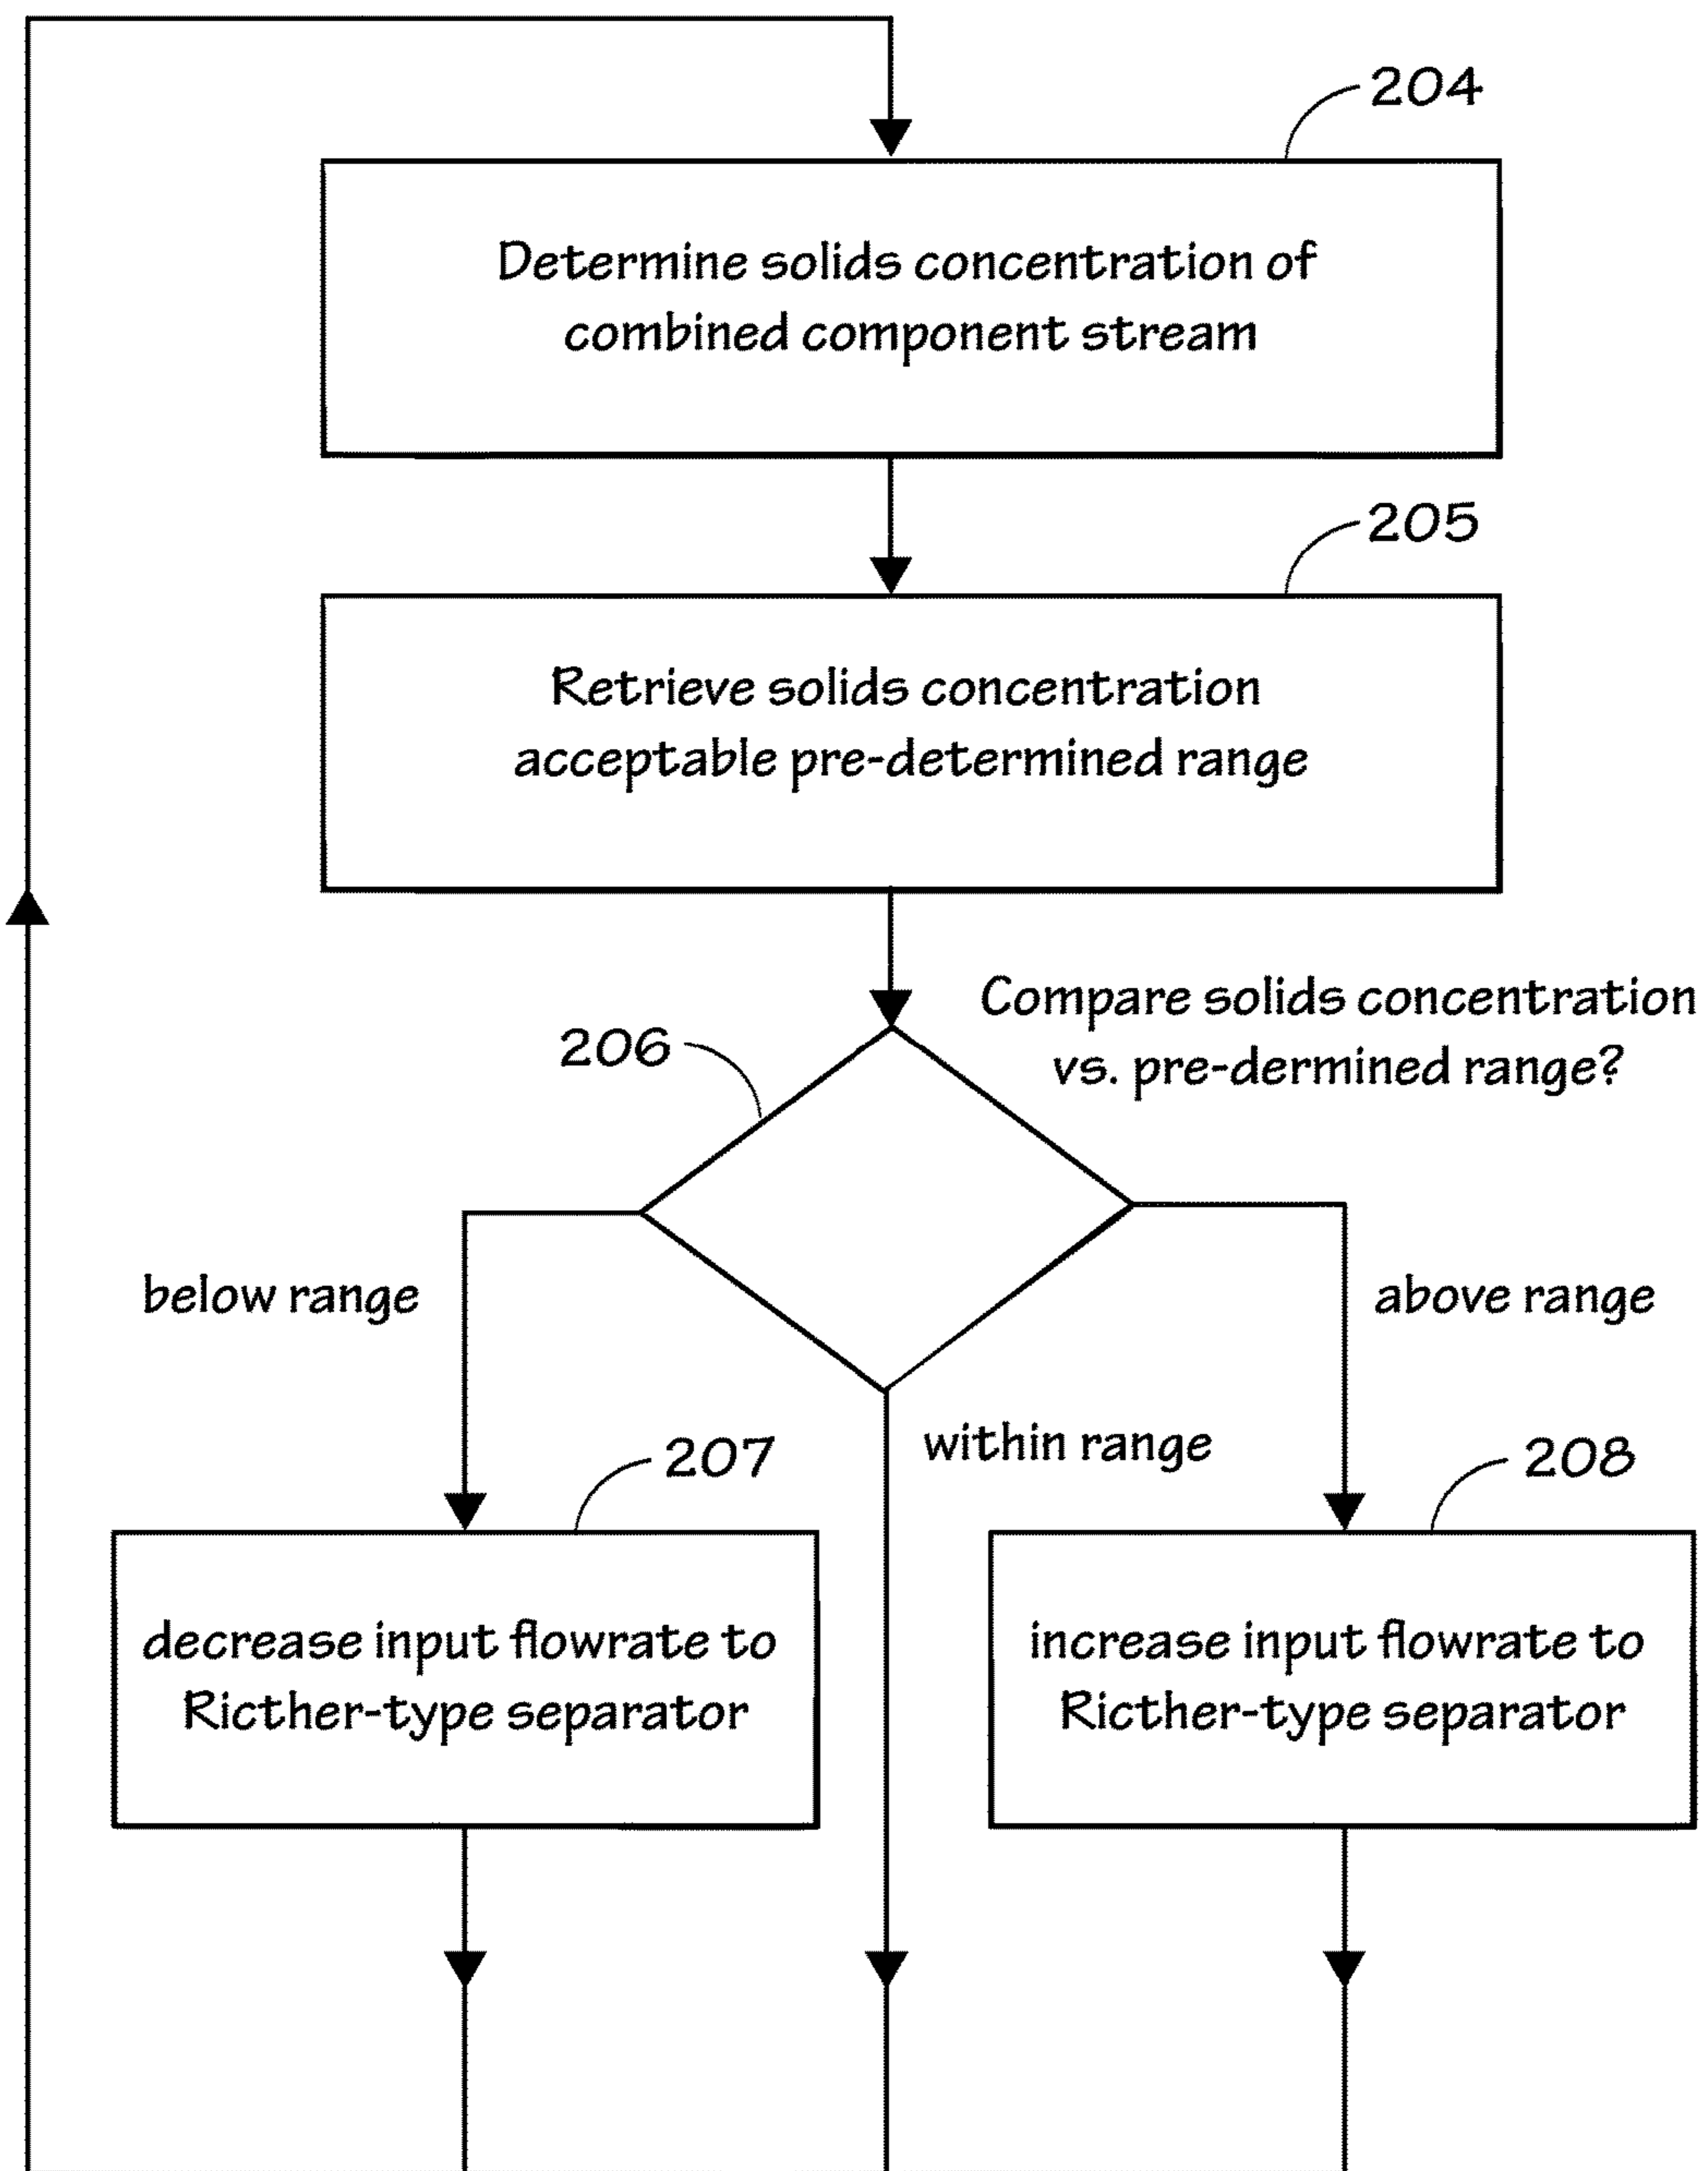 204
Determine solids concentration of
combined component stream
205
Retrieve solids concentration
acceptable pre-determined range
Compare solids concentration
vs. pre-dermined range?
206
below range
above range
within range
207
208
decrease input flowrate to
Ricther-type separator
increase input flowrate to
Ricther-type separator